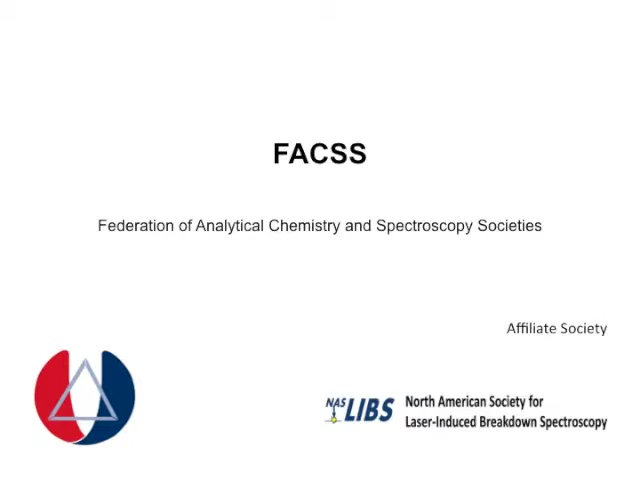 FACSS
Federation of Analytical Chemistry and Spectroscopy Societies
Affiliate Society
NAS LIBS
North American Society for
Laser-Induced Breakdown Spectroscopy